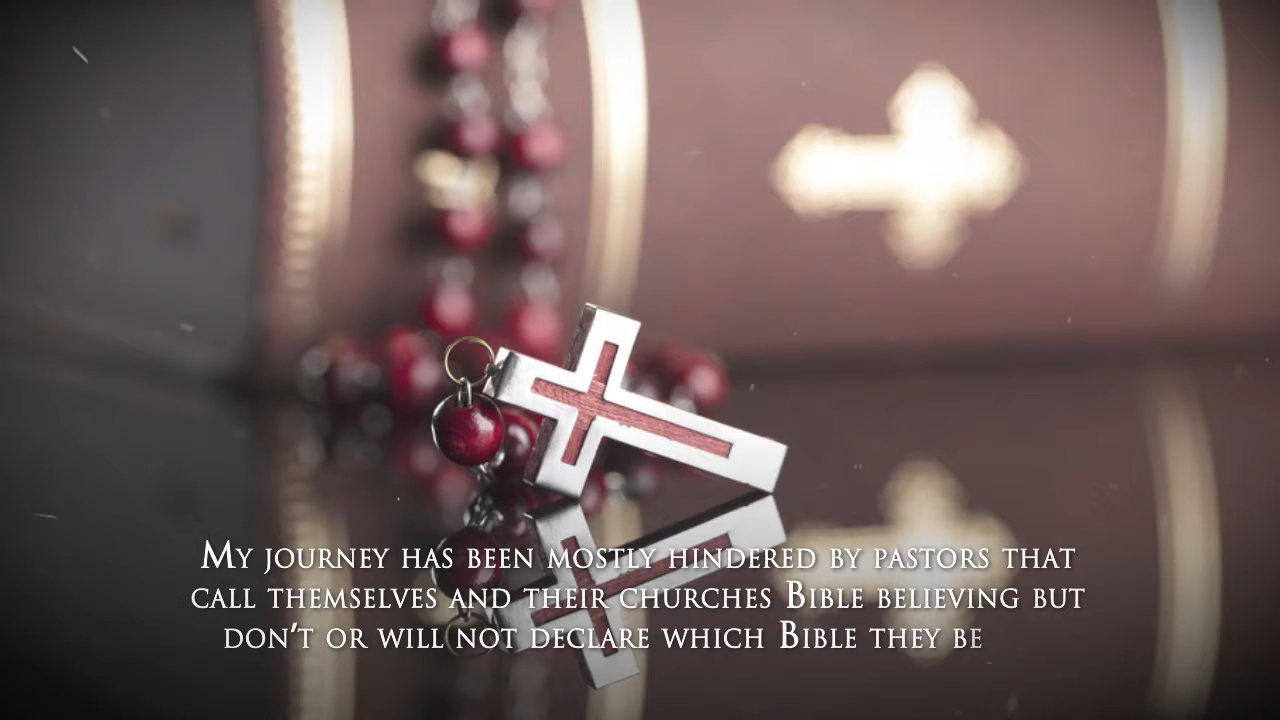 My journey has been mostly hindered by pastors that
call themselves and their churches Bible believing but
don't or will not declare which Bible they be